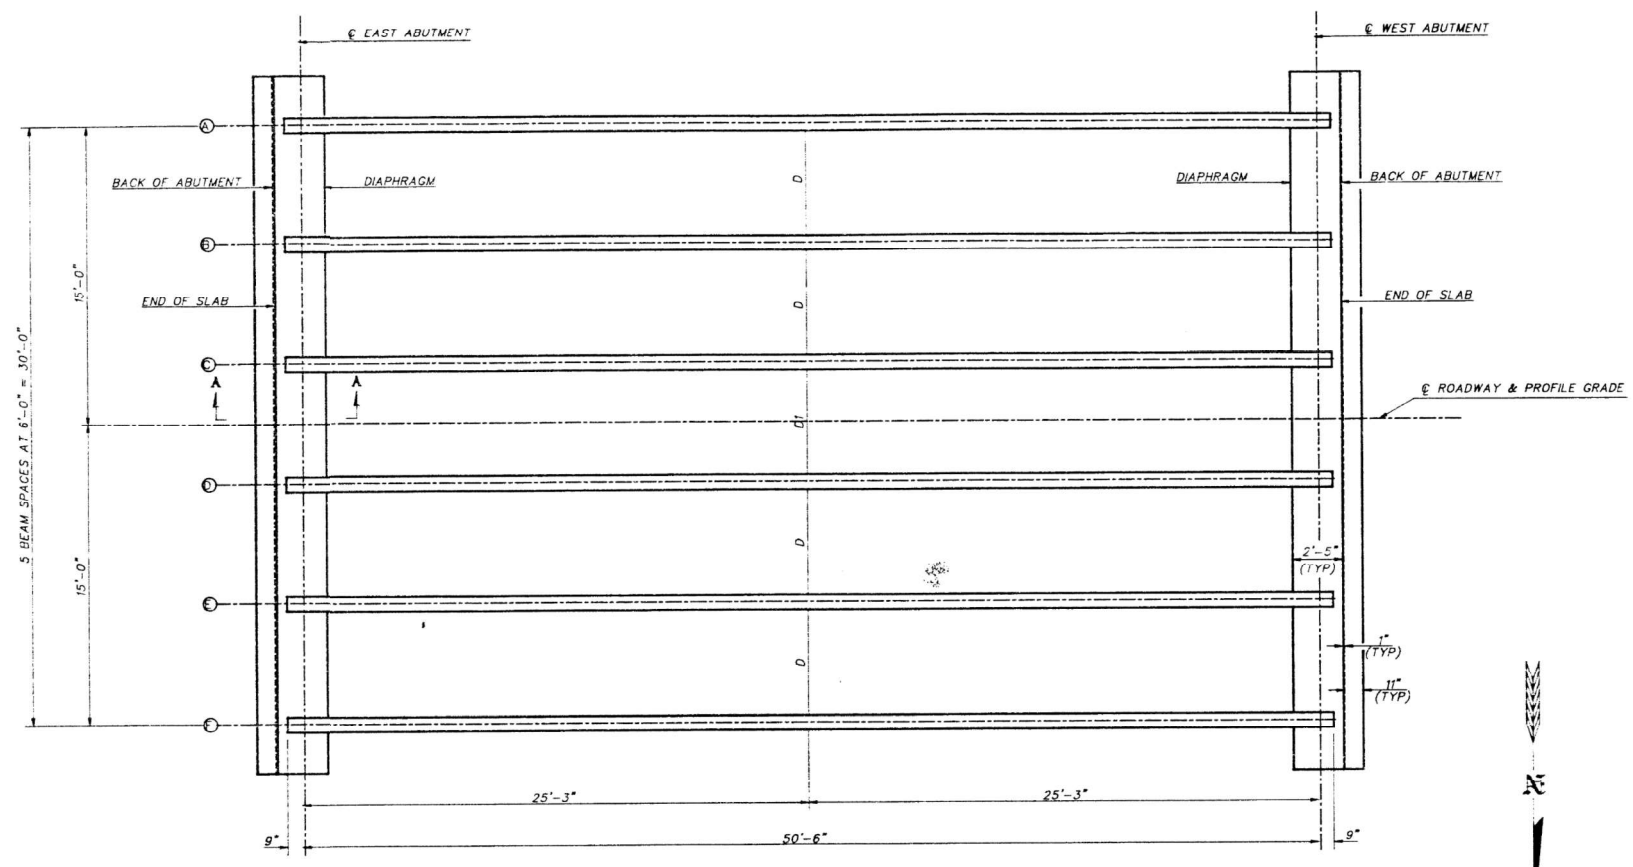 ℄ EAST ABUTMENT
℄ WEST ABUTMENT
A
BACK OF ABUTMENT
DIAPHRAGM
D
DIAPHRAGM
BACK OF ABUTMENT
B
15'-0"
END OF SLAB
D
END OF SLAB
C
A
A
℄ ROADWAY & PROFILE GRADE
D1
5 BEAM SPACES AT 6'-0" = 30'-0"
D
15'-0"
D
2'-5"
(TYP)
E
1"
(TYP)
D
11"
(TYP)
F
N
25'-3"
25'-3"
9"
50'-6"
9"